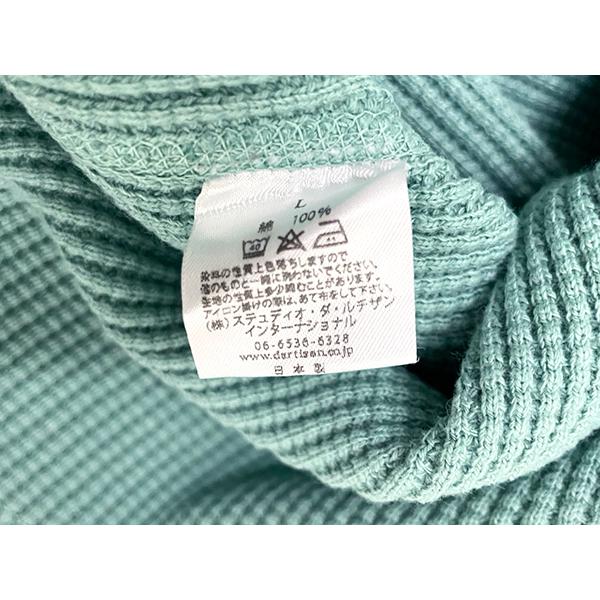 L
綿 100%
40
染料の性質上色落ちしますので
他のものと一緒に洗わないでください。
生地の性質上多少縮むことがあります。
アイロン掛けの際は、あて布をして下さい。
(株) ステュディオ・ダ・ルチザン
インターナショナル
06-6536-6328
www.dartisan.co.jp
日本製